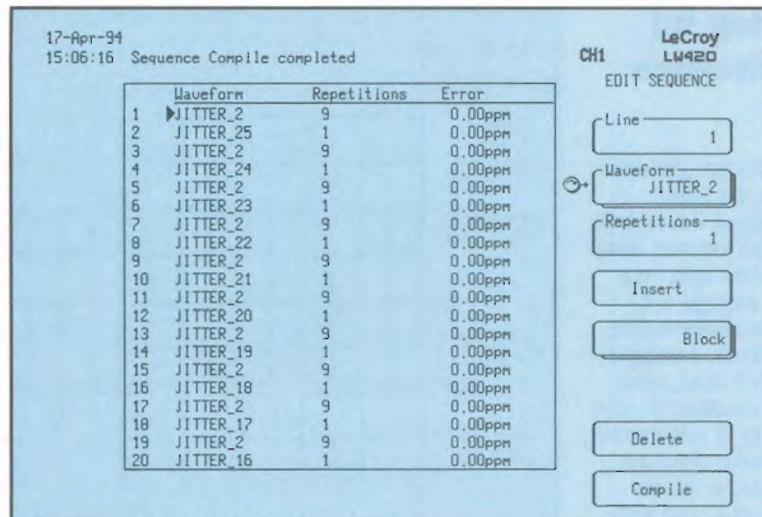 17-Apr-94
15:06:16 Sequence Compile completed
CH1
LeCroy
LW420
EDIT SEQUENCE
Waveform Repetitions Error
1 JITTER_2 9 0.00ppm
2 JITTER_25 1 0.00ppm
3 JITTER_2 9 0.00ppm
4 JITTER_24 1 0.00ppm
5 JITTER_2 9 0.00ppm
6 JITTER_23 1 0.00ppm
7 JITTER_2 9 0.00ppm
8 JITTER_22 1 0.00ppm
9 JITTER_2 9 0.00ppm
10 JITTER_21 1 0.00ppm
11 JITTER_2 9 0.00ppm
12 JITTER_20 1 0.00ppm
13 JITTER_2 9 0.00ppm
14 JITTER_19 1 0.00ppm
15 JITTER_2 9 0.00ppm
16 JITTER_18 1 0.00ppm
17 JITTER_2 9 0.00ppm
18 JITTER_17 1 0.00ppm
19 JITTER_2 9 0.00ppm
20 JITTER_16 1 0.00ppm
Line
1
Waveform
JITTER_2
Repetitions
1
Insert
Block
Delete
Compile